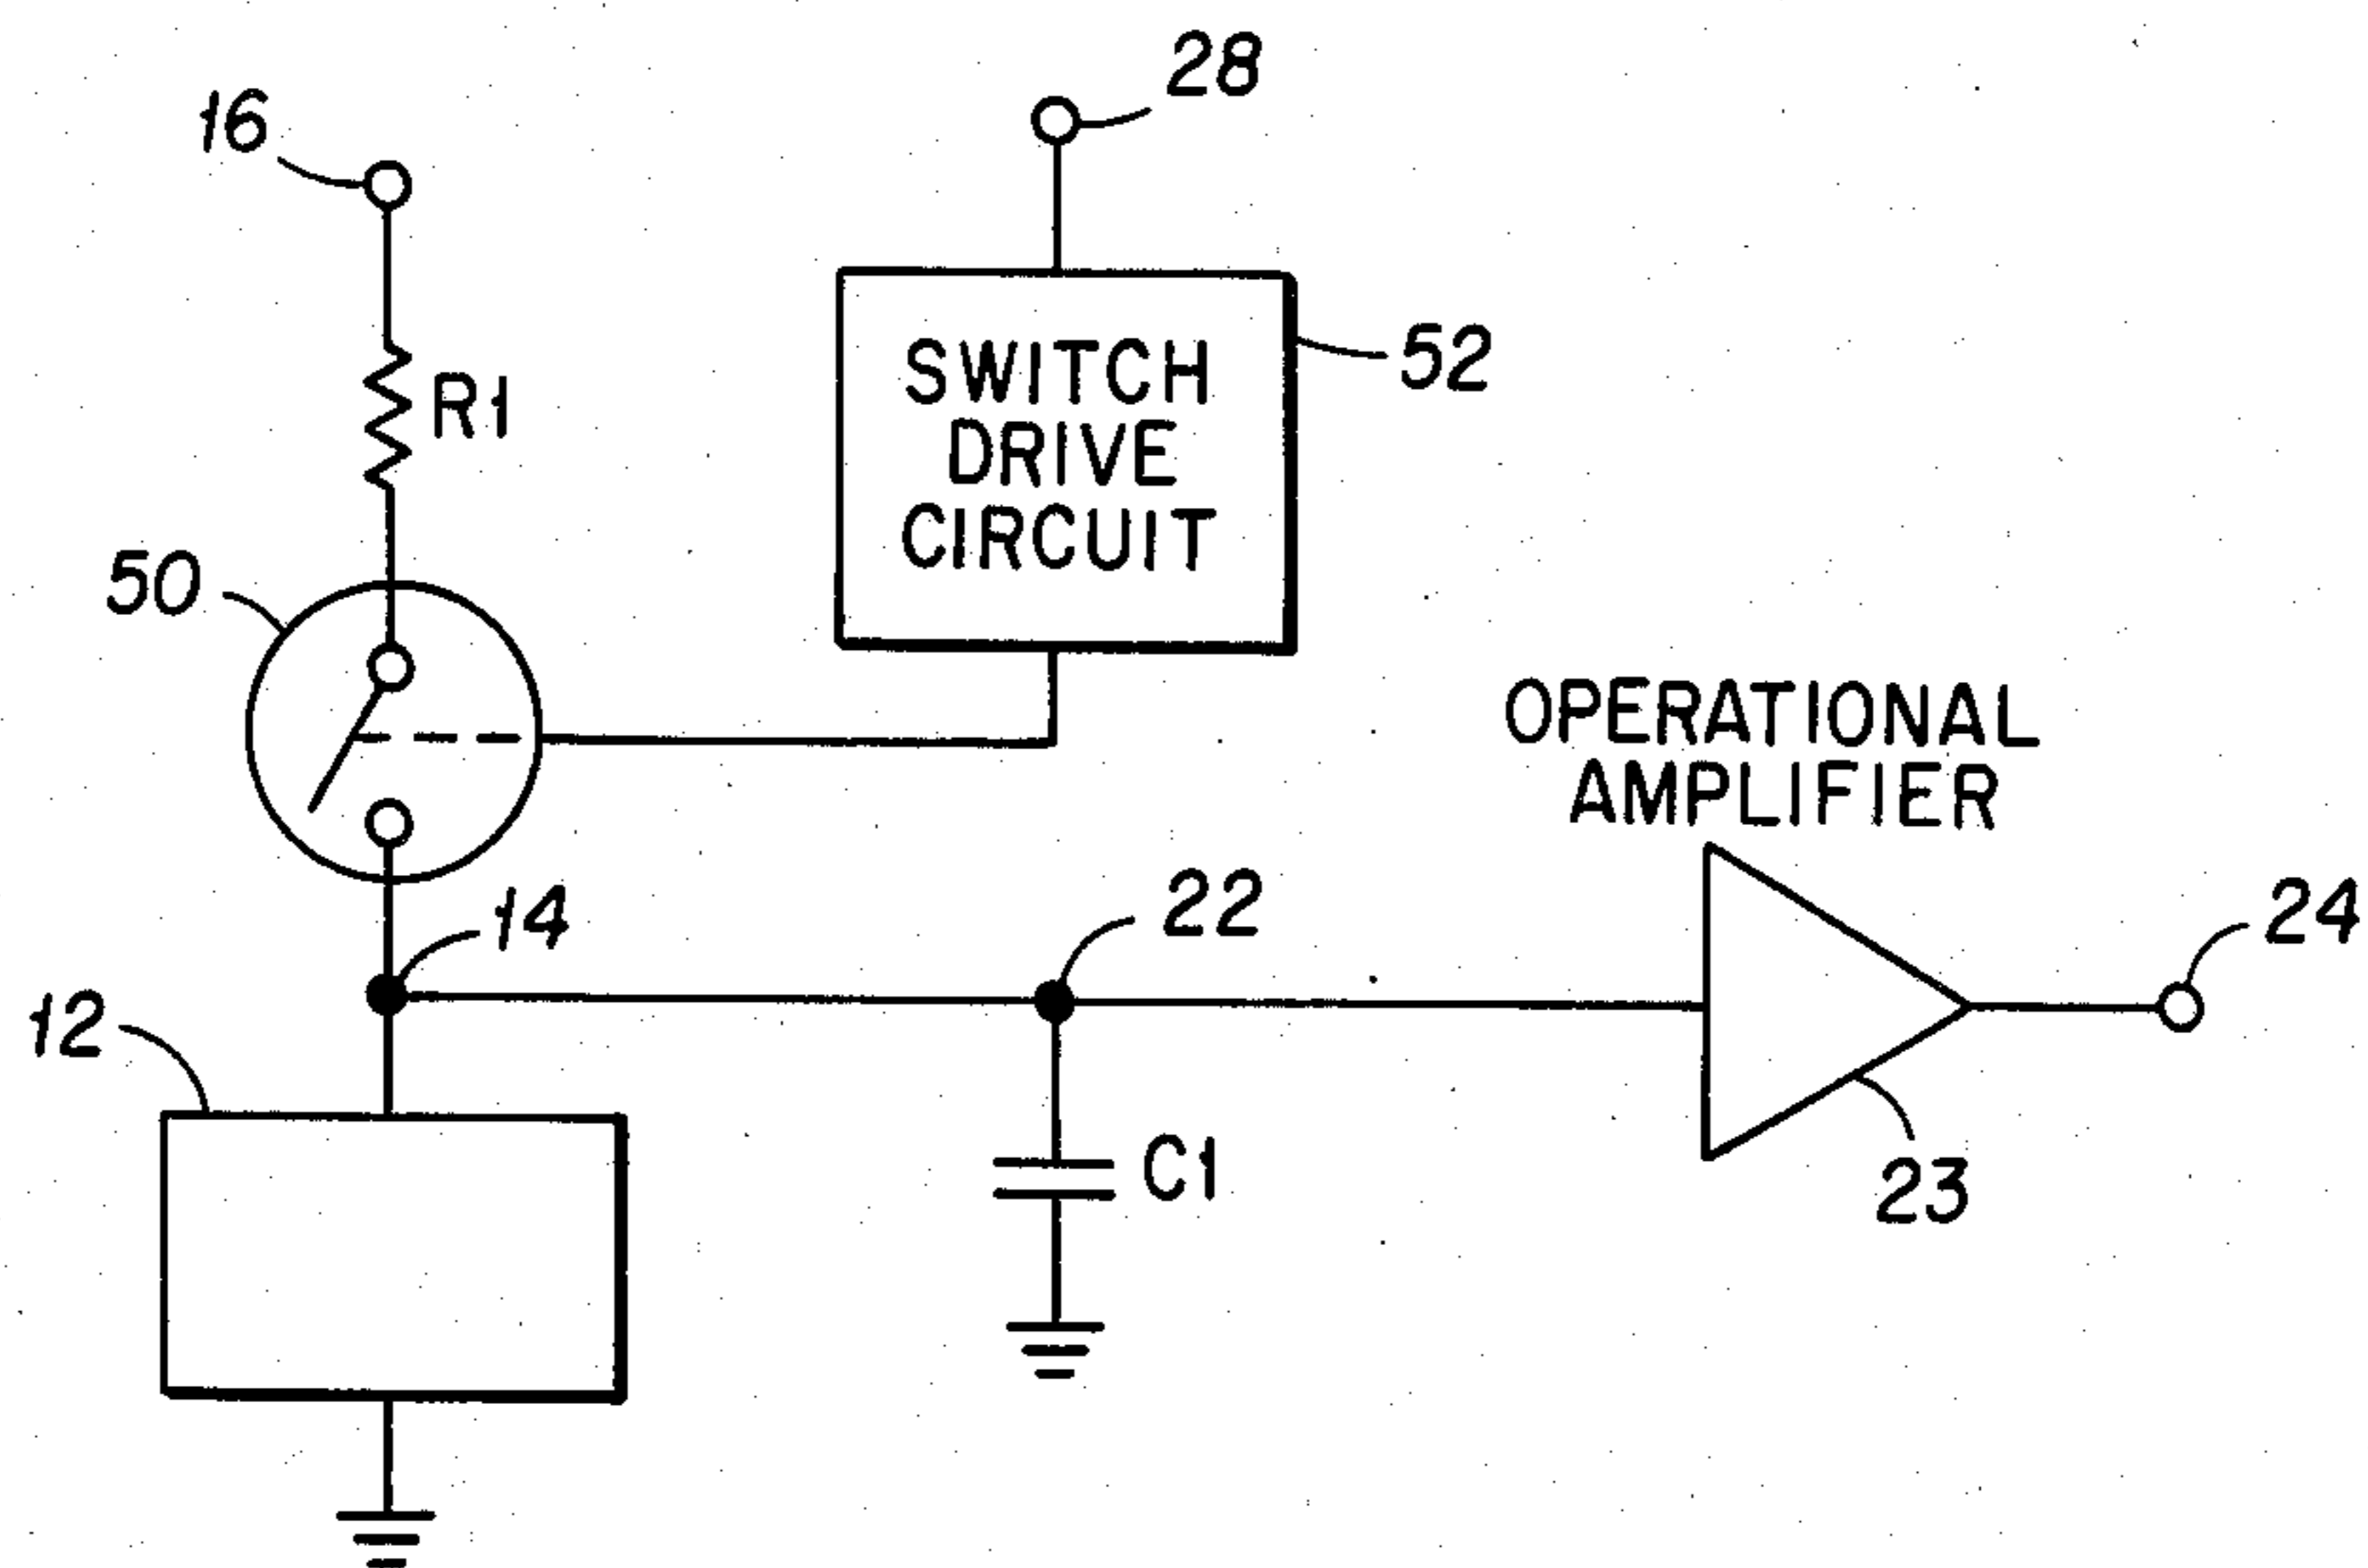 28
16
SWITCH
DRIVE
CIRCUIT
52
R1
50
OPERATIONAL
AMPLIFIER
14
22
24
12
C1
23